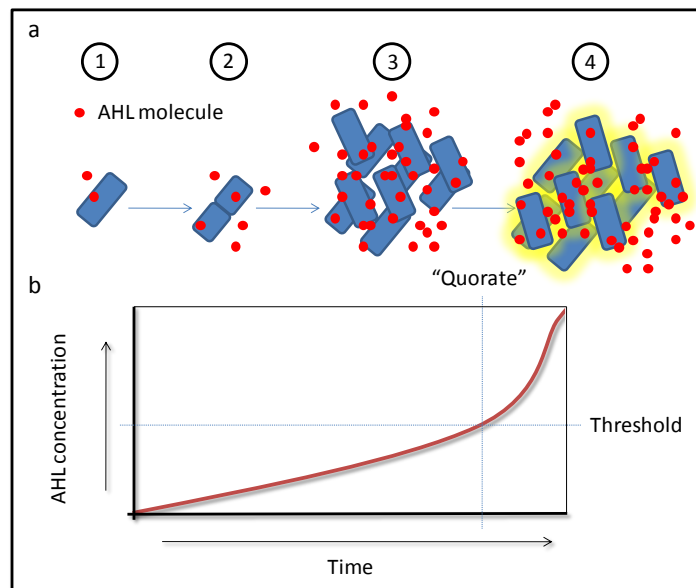 a
1
2
3
4
AHL molecule
b
“Quorate”
Threshold
AHL concentration
Time